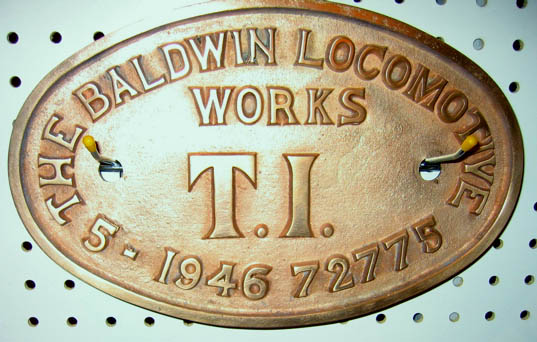 THE BALDWIN LOCOMOTIVE
WORKS
T.I.
5-1946 72775